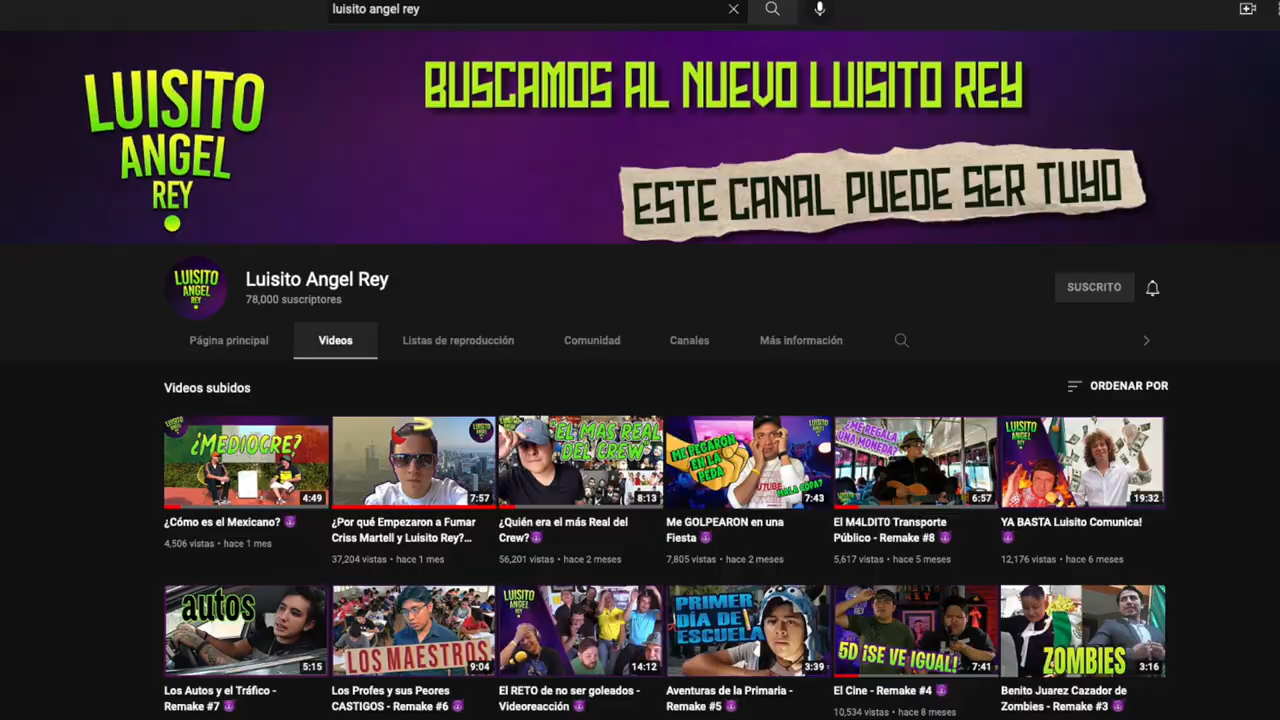 luisito angel rey
LUISITO
ANGEL
REY
BUSCAMOS AL NUEVO LUISITO REY
ESTE CANAL PUEDE SER TUYO
LUISITO
ANGEL
REY
Luisito Angel Rey
78,000 suscriptores
SUSCRITO
Página principal
Videos
Listas de reproducción
Comunidad
Canales
Más información
Videos subidos
ORDENAR POR
¿MEDIOCRE?
4:49
¿Cómo es el Mexicano? 😈
4,506 vistas • hace 1 mes
7:57
¿Por qué Empezaron a Fumar
Criss Martell y Luisito Rey?...
37,204 vistas • hace 1 mes
"EL MAS REAL
DEL CREW"
8:13
¿Quién era el más Real del
Crew? 😈
56,201 vistas • hace 2 meses
ME PEGARON
EN LA
PEDA
MALA COPA?
7:43
Me GOLPEARON en una
Fiesta 😈
7,805 vistas • hace 2 meses
¿ME REGALA
UNA MONEDA?
6:57
El M4LDIT0 Transporte
Público - Remake #8 😈
5,617 vistas • hace 5 meses
LUISITO
ANGEL
REY
19:32
YA BASTA Luisito Comunica!
😈
12,176 vistas • hace 6 meses
autos
5:15
Los Autos y el Tráfico -
Remake #7 😈
LOS MAESTROS
9:04
Los Profes y sus Peores
CASTIGOS - Remake #6 😈
LUISITO
ANGEL
REY
14:12
El RETO de no ser goleados -
Videoreacción 😈
PRIMER
DÍA DE
ESCUELA
3:39
Aventuras de la Primaria -
Remake #5 😈
5D ¡SE VE IGUAL!
7:41
El Cine - Remake #4 😈
10,534 vistas • hace 8 meses
ZOMBIES
3:16
Benito Juarez Cazador de
Zombies - Remake #3 😈